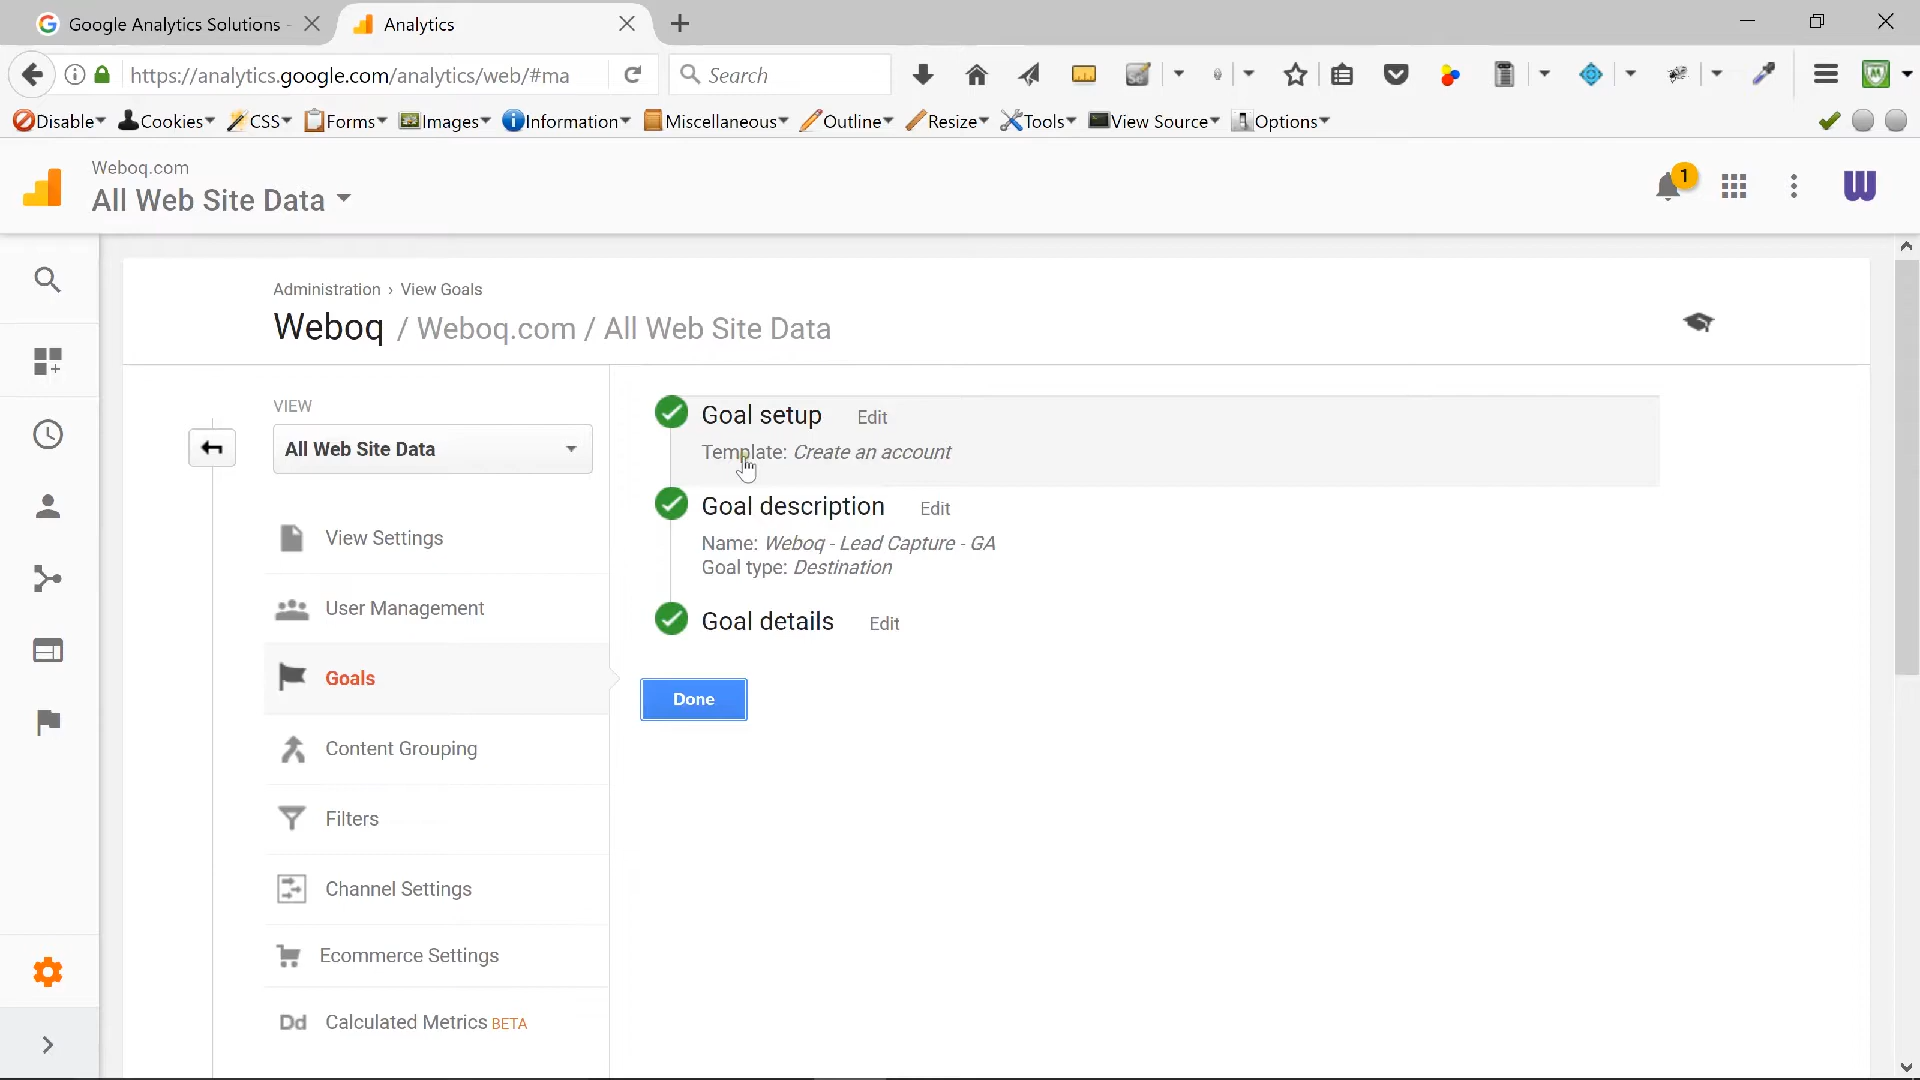 Google Analytics Solutions -
Analytics
https://analytics.google.com/analytics/web/#ma
Search
Disable Cookies CSS Forms Images Information Miscellaneous Outline Resize Tools View Source Options
Weboq.com
All Web Site Data
1
W
Administration › View Goals
Weboq / Weboq.com / All Web Site Data
VIEW
All Web Site Data
View Settings
User Management
Goals
Content Grouping
Filters
Channel Settings
Ecommerce Settings
Dd Calculated Metrics BETA
Goal setup Edit
Template: Create an account
Goal description Edit
Name: Weboq - Lead Capture - GA
Goal type: Destination
Goal details Edit
Done